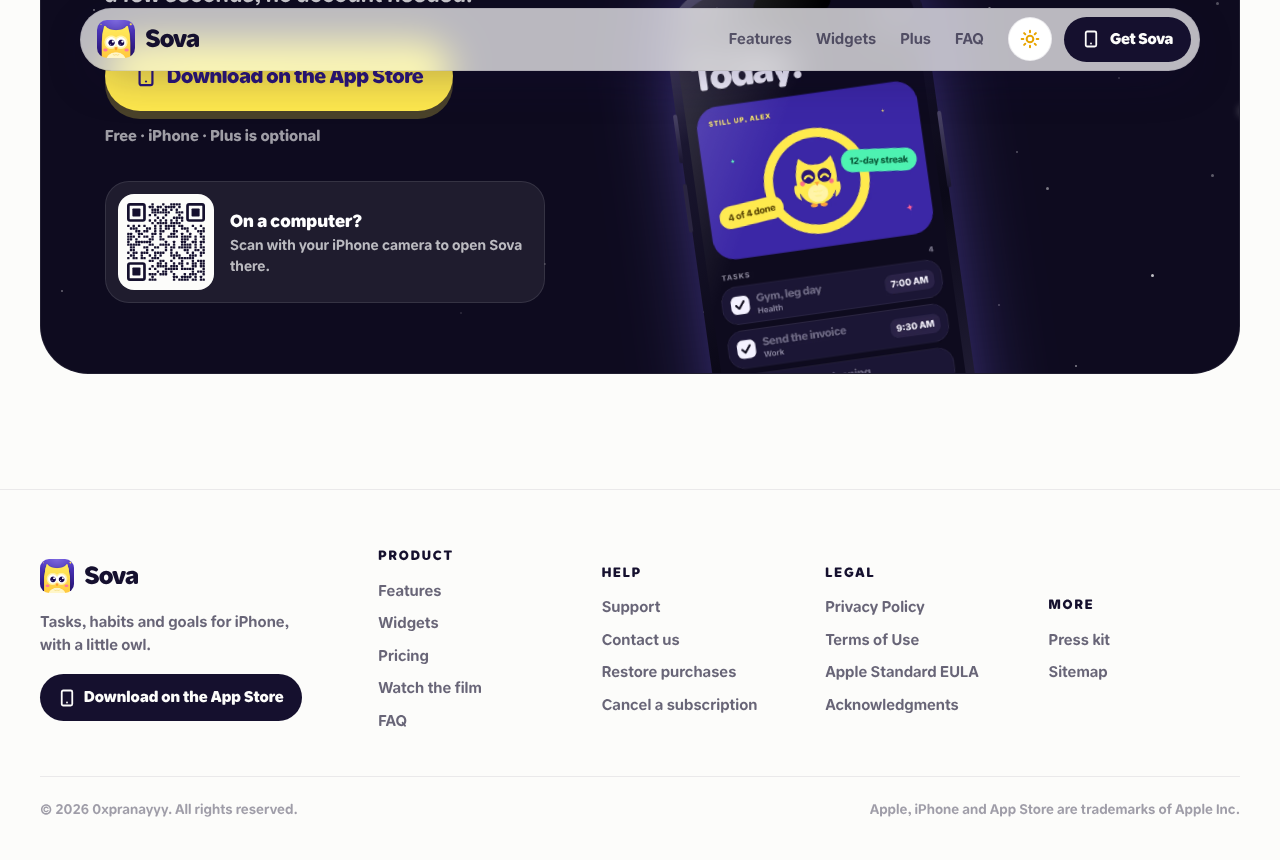 Sova
Features
Widgets
Plus
FAQ
Get Sova
Download on the App Store
Free · iPhone · Plus is optional
On a computer?
Scan with your iPhone camera to open Sova
there.
Today.
STILL UP, ALEX
12-day streak
4 of 4 done
4
TASKS
Gym, leg day
Health
7:00 AM
Send the invoice
Work
9:30 AM
Sova
Tasks, habits and goals for iPhone,
with a little owl.
Download on the App Store
PRODUCT
Features
Widgets
Pricing
Watch the film
FAQ
HELP
Support
Contact us
Restore purchases
Cancel a subscription
LEGAL
Privacy Policy
Terms of Use
Apple Standard EULA
Acknowledgments
MORE
Press kit
Sitemap
© 2026 0xpranayyy. All rights reserved.
Apple, iPhone and App Store are trademarks of Apple Inc.